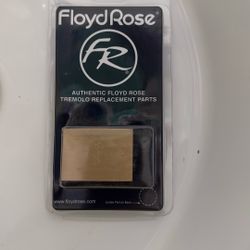 Floyd Rose
FR
AUTHENTIC FLOYD ROSE
TREMOLO REPLACEMENT PARTS
www.floydrose.com